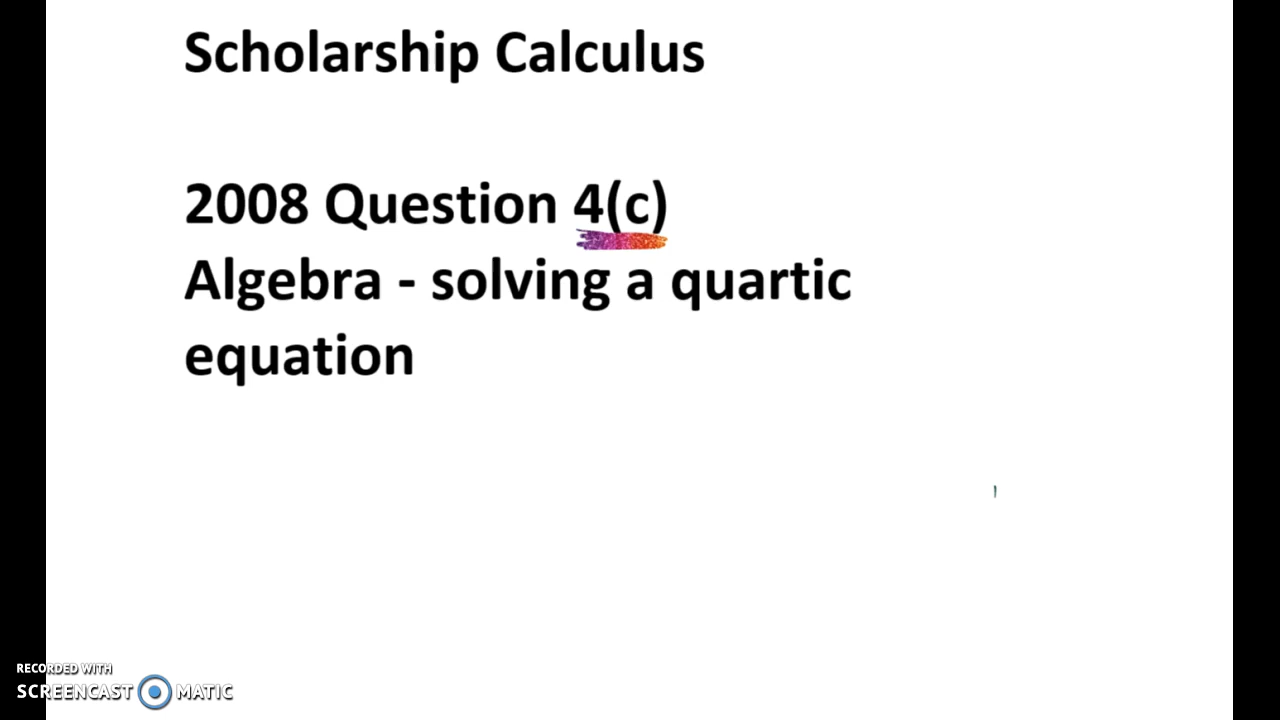 Scholarship Calculus
2008 Question 4(c)
Algebra - solving a quartic
equation
RECORDED WITH
SCREENCAST MATIC